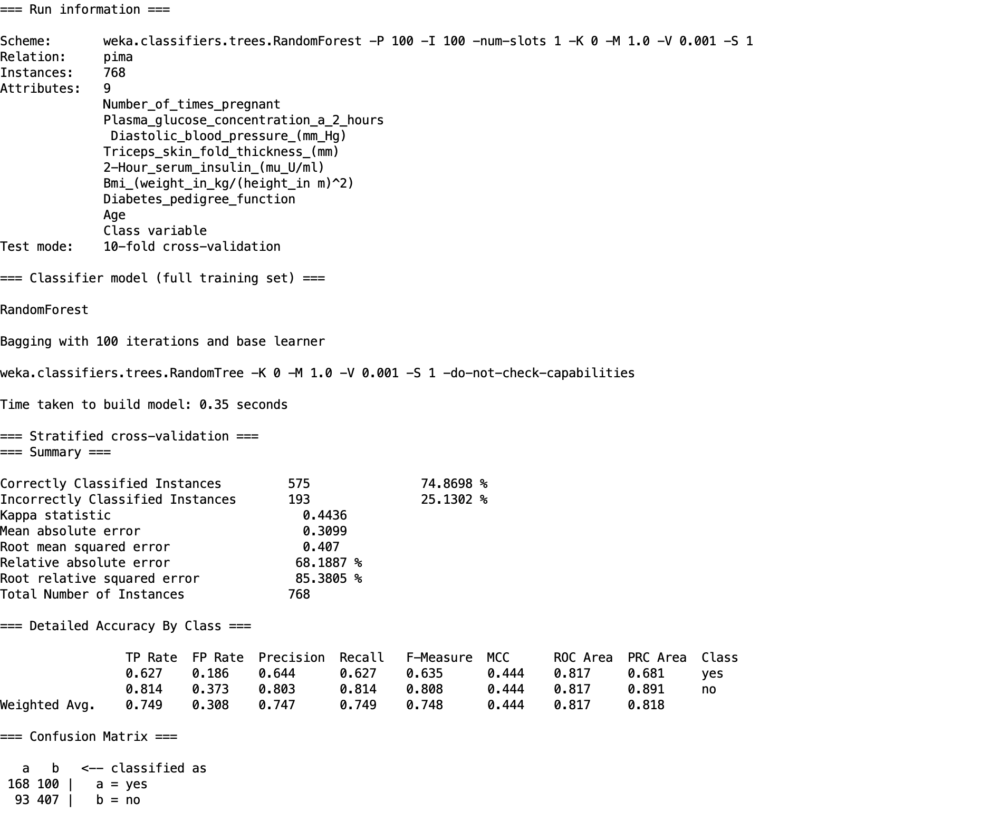 === Run information ===
Scheme: weka.classifiers.trees.RandomForest -P 100 -I 100 -num-slots 1 -K 0 -M 1.0 -V 0.001 -S 1
Relation: pima
Instances: 768
Attributes: 9
Number_of_times_pregnant
Plasma_glucose_concentration_a_2_hours
Diastolic_blood_pressure_(mm_Hg)
Triceps_skin_fold_thickness_(mm)
2-Hour_serum_insulin_(mu_U/ml)
Bmi_(weight_in_kg/(height_in m)^2)
Diabetes_pedigree_function
Age
Class variable
Test mode: 10-fold cross-validation
=== Classifier model (full training set) ===
RandomForest
Bagging with 100 iterations and base learner
weka.classifiers.trees.RandomTree -K 0 -M 1.0 -V 0.001 -S 1 -do-not-check-capabilities
Time taken to build model: 0.35 seconds
=== Stratified cross-validation ===
=== Summary ===
Correctly Classified Instances 575 74.8698 %
Incorrectly Classified Instances 193 25.1302 %
Kappa statistic 0.4436
Mean absolute error 0.3099
Root mean squared error 0.407
Relative absolute error 68.1887 %
Root relative squared error 85.3805 %
Total Number of Instances 768
=== Detailed Accuracy By Class ===
TP Rate FP Rate Precision Recall F-Measure MCC ROC Area PRC Area Class
0.627 0.186 0.644 0.627 0.635 0.444 0.817 0.681 yes
0.814 0.373 0.803 0.814 0.808 0.444 0.817 0.891 no
Weighted Avg. 0.749 0.308 0.747 0.749 0.748 0.444 0.817 0.818
=== Confusion Matrix ===
a b <-- classified as
168 100 | a = yes
93 407 | b = no